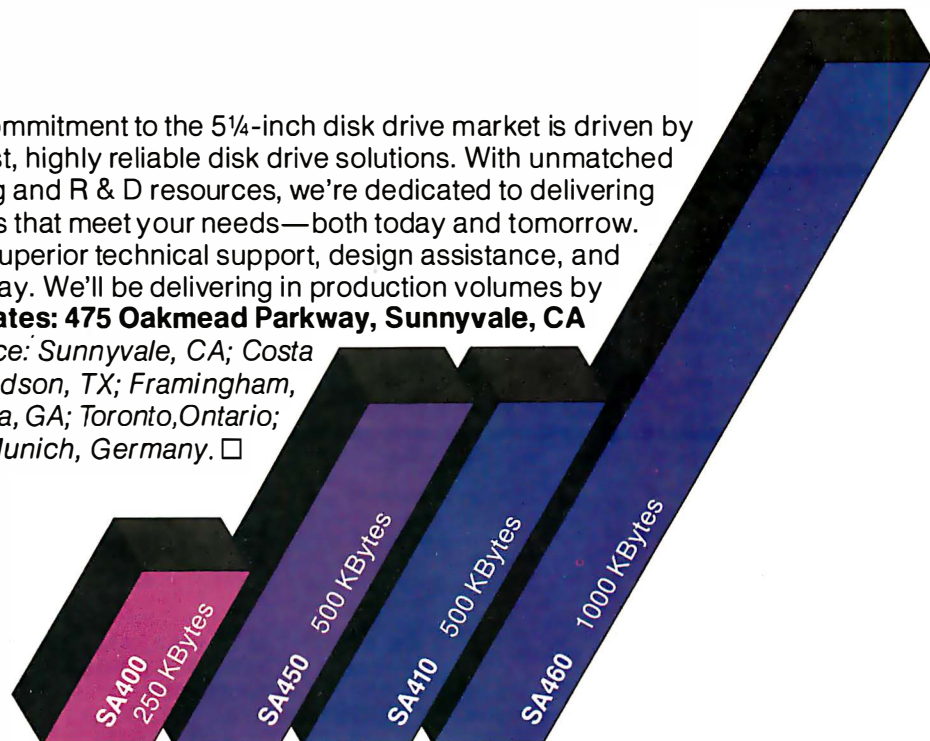 ommitment to the 5¼-inch disk drive market is driven by
st, highly reliable disk drive solutions. With unmatched
g and R & D resources, we're dedicated to delivering
s that meet your needs—both today and tomorrow.
uperior technical support, design assistance, and
ay. We'll be delivering in production volumes by
ates: 475 Oakmead Parkway, Sunnyvale, CA
ce: Sunnyvale, CA; Costa
dson, TX; Framingham,
a, GA; Toronto,Ontario;
Munich, Germany. □
SA400
250 KBytes
SA450 500 KBytes
SA410 500 KBytes
SA460 1000 KBytes